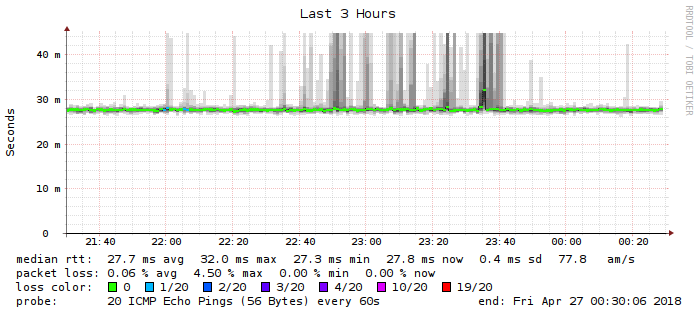 Last 3 Hours
RRDTOOL / TOBI OETIKER
Seconds
40 m
30 m
20 m
10 m
0
21:40 22:00 22:20 22:40 23:00 23:20 23:40 00:00 00:20
median rtt: 27.7 ms avg 32.0 ms max 27.3 ms min 27.8 ms now 0.4 ms sd 77.8 am/s
packet loss: 0.06 % avg 4.50 % max 0.00 % min 0.00 % now
loss color: 0 1/20 2/20 3/20 4/20 10/20 19/20
probe: 20 ICMP Echo Pings (56 Bytes) every 60s end: Fri Apr 27 00:30:06 2018